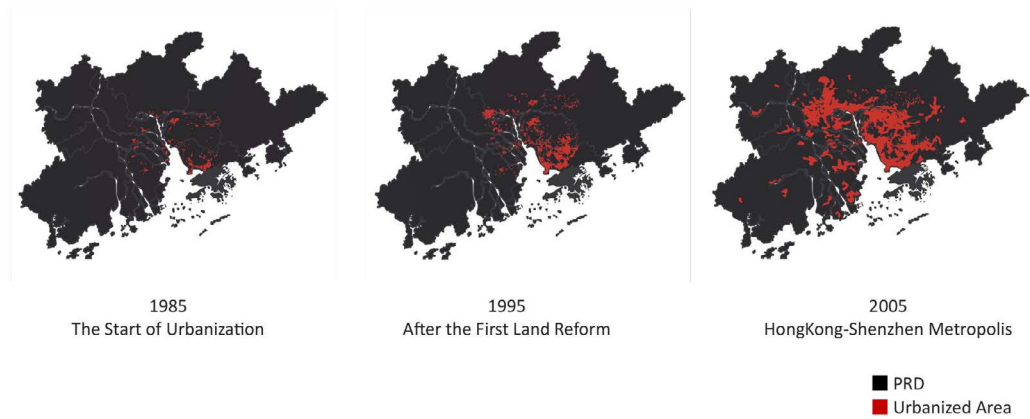 1985
The Start of Urbanization
1995
After the First Land Reform
2005
HongKong-Shenzhen Metropolis
PRD
Urbanized Area